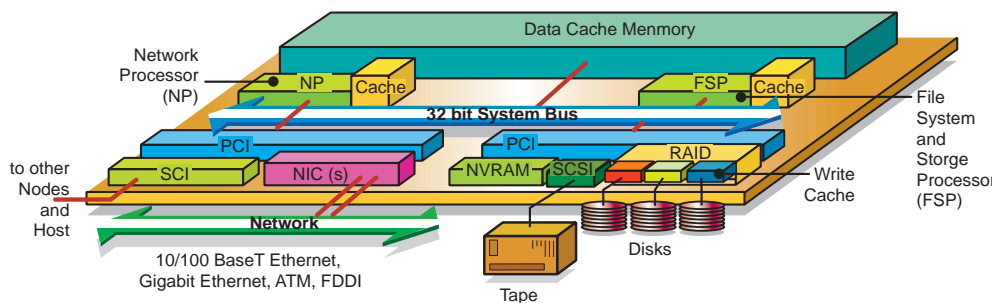 Data Cache Menmory
Network
Processor
(NP)
NP
Cache
FSP
Cache
File
System
and
Storge
Processor
(FSP)
32 bit System Bus
PCI
PCI
RAID
SCI
NIC (s)
NVRAM
SCSI
Write
Cache
to other
Nodes
and
Host
Network
Disks
10/100 BaseT Ethernet,
Gigabit Ethernet, ATM, FDDI
Tape